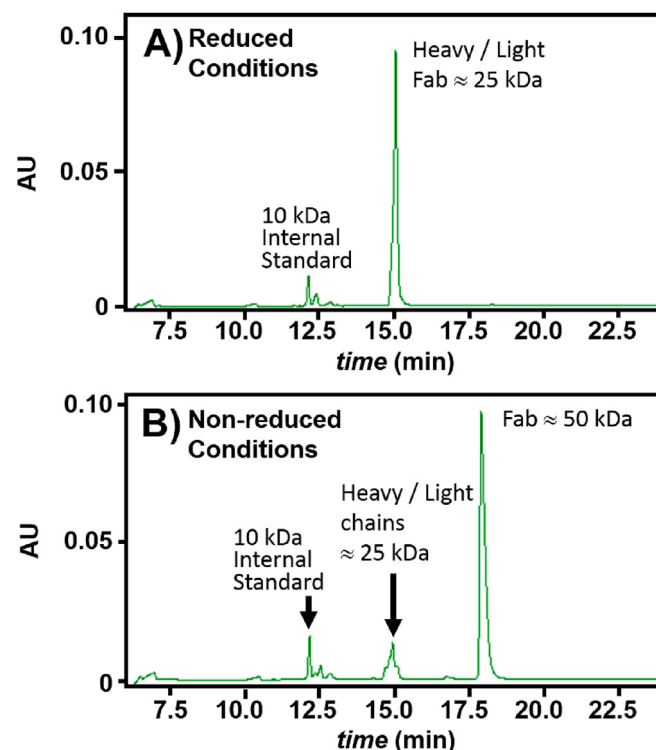 A) Reduced
Conditions
Heavy / Light
Fab ≈ 25 kDa
10 kDa
Internal
Standard
AU
0.10
0.05
0
7.5 10.0 12.5 15.0 17.5 20.0 22.5
time (min)
B) Non-reduced
Conditions
Fab ≈ 50 kDa
Heavy / Light
chains
≈ 25 kDa
10 kDa
Internal
Standard
AU
0.10
0.05
0
7.5 10.0 12.5 15.0 17.5 20.0 22.5
time (min)